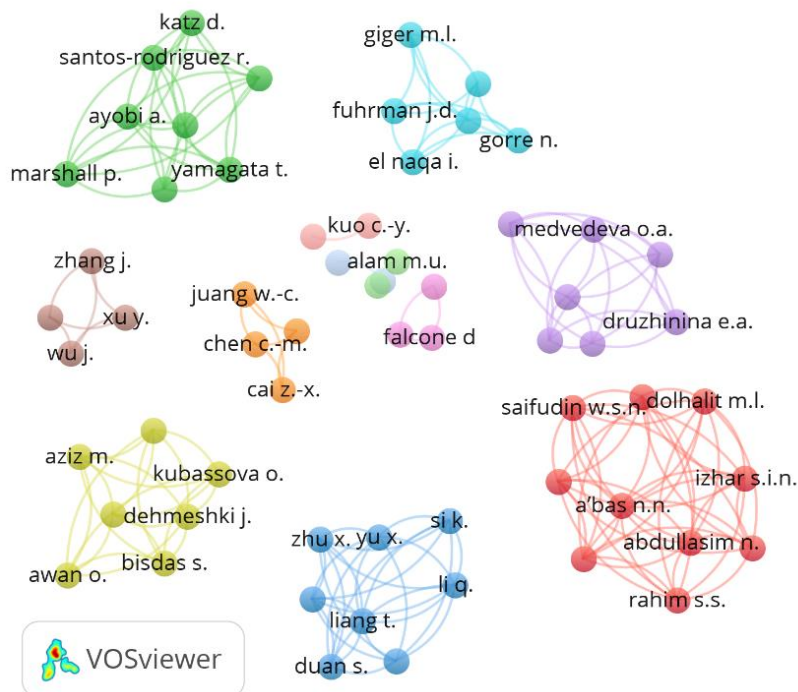 katz d.
santos-rodriguez r.
ayobi a.
marshall p.
yamagata t.
giger m.l.
fuhrman j.d.
gorre n.
el naqa i.
kuo c.-y.
alam m.u.
falcone d
medvedeva o.a.
druzhinina e.a.
zhang j.
xu y.
wu j.
juang w.-c.
chen c.-m.
cai z.-x.
saifudin w.s.n.
dolhalit m.l.
izhar s.i.n.
a'bas n.n.
abdullasim n.
rahim s.s.
aziz m.
kubassova o.
dehmeshki j.
bisdas s.
awan o.
zhu x.
yu x.
si k.
li q.
liang t.
duan s.
VOSviewer